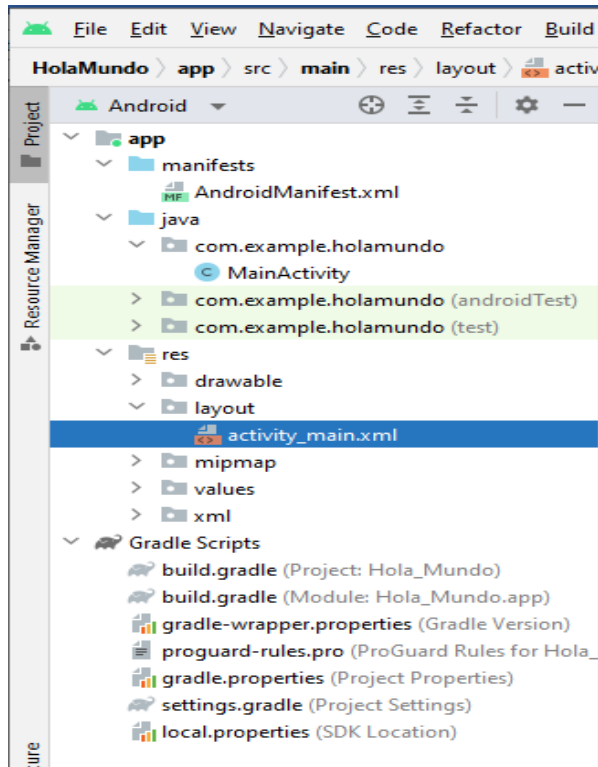 File Edit View Navigate Code Refactor Build
HolaMundo app src main res layout activ
Project
Android
app
manifests
MF AndroidManifest.xml
java
com.example.holamundo
C MainActivity
Resource Manager
com.example.holamundo (androidTest)
com.example.holamundo (test)
res
drawable
layout
activity_main.xml
mipmap
values
xml
Gradle Scripts
build.gradle (Project: Hola_Mundo)
build.gradle (Module: Hola_Mundo.app)
gradle-wrapper.properties (Gradle Version)
proguard-rules.pro (ProGuard Rules for Hola_
gradle.properties (Project Properties)
settings.gradle (Project Settings)
local.properties (SDK Location)
cture